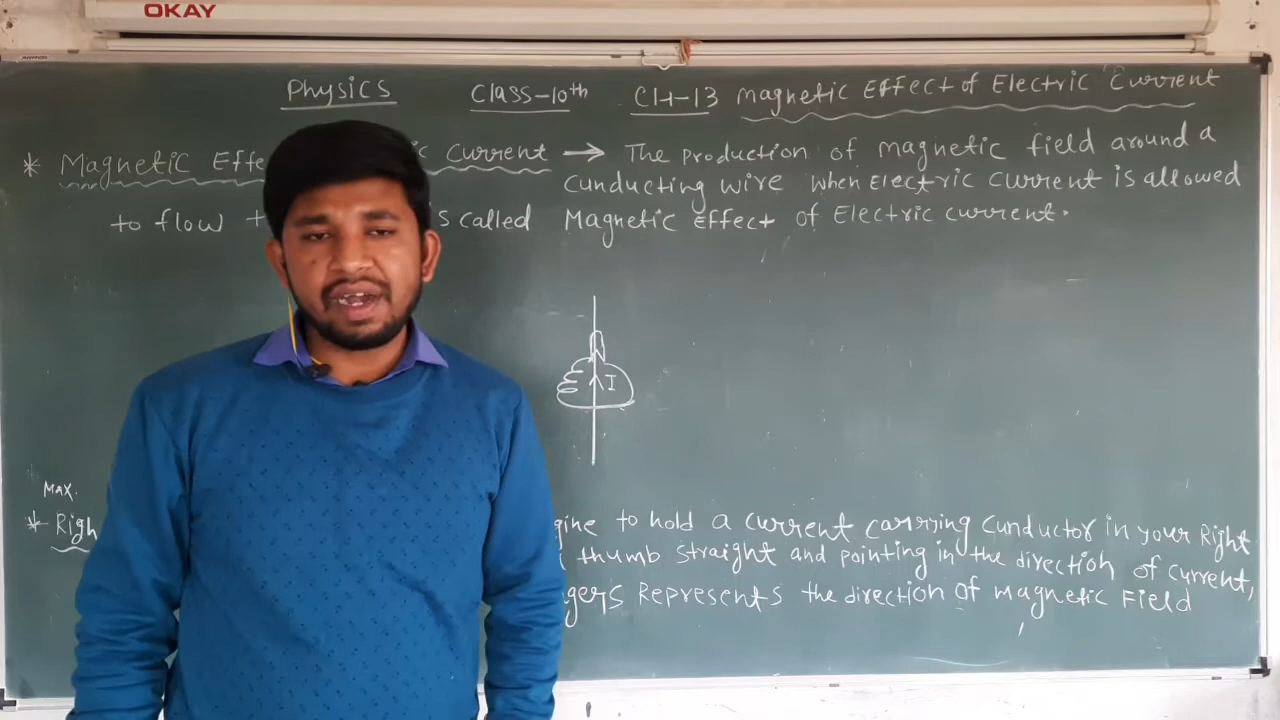 OKAY
Physics Class-10th CH-13 Magnetic Effect of Electric Current
* Magnetic Effe c Current → The production of magnetic field around a
Cunducting wire when Electric Current is allowed
to flow is called Magnetic Effect of Electric current.
I
MAX.
* Righ gine to hold a current carrying Cunductor in your Right
thumb straight and pointing in the direction of current,
gers Represents the direction of magnetic Field